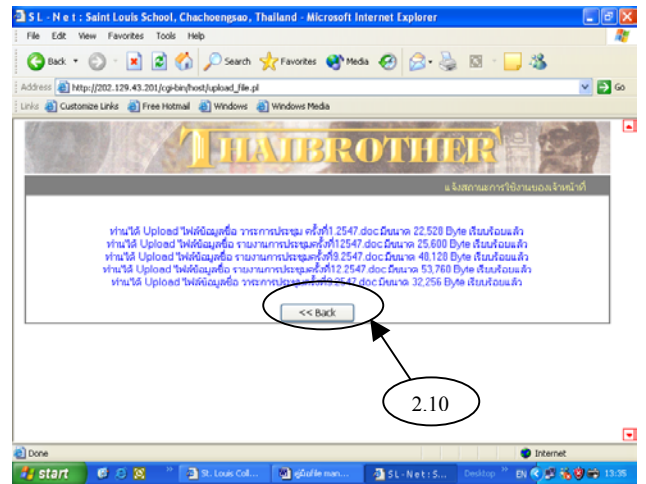 S L - N e t : Saint Louis School, Chachoengsao, Thailand - Microsoft Internet Explorer
File Edit View Favorites Tools Help
Back Search Favorites Media
Address http://202.129.43.201/cgi-bin/host/upload_file.pl Go
Links Customize Links Free Hotmail Windows Windows Media
THAIBROTHER
แจ้งสถานะการใช้งานของเจ้าหน้าที่
ท่านได้ Upload ไฟล์ข้อมูลชื่อ วาระการประชุม ครั้งที่1.2547.doc มีขนาด 22,528 Byte เรียบร้อยแล้ว
ท่านได้ Upload ไฟล์ข้อมูลชื่อ รายงานการประชุมครั้งที่12547.doc มีขนาด 25,600 Byte เรียบร้อยแล้ว
ท่านได้ Upload ไฟล์ข้อมูลชื่อ รายงานการประชุมครั้งที่9.2547.doc มีขนาด 48,128 Byte เรียบร้อยแล้ว
ท่านได้ Upload ไฟล์ข้อมูลชื่อ รายงานการประชุมครั้งที่12.2547.doc มีขนาด 53,760 Byte เรียบร้อยแล้ว
ท่านได้ Upload ไฟล์ข้อมูลชื่อ วาระการประชุมครั้งที่9.2547.doc มีขนาด 32,256 Byte เรียบร้อยแล้ว
<< Back
2.10
Done Internet
start St. Louis Col... คู่มือfile man... S L - N e t : S... Desktop EN 13:35